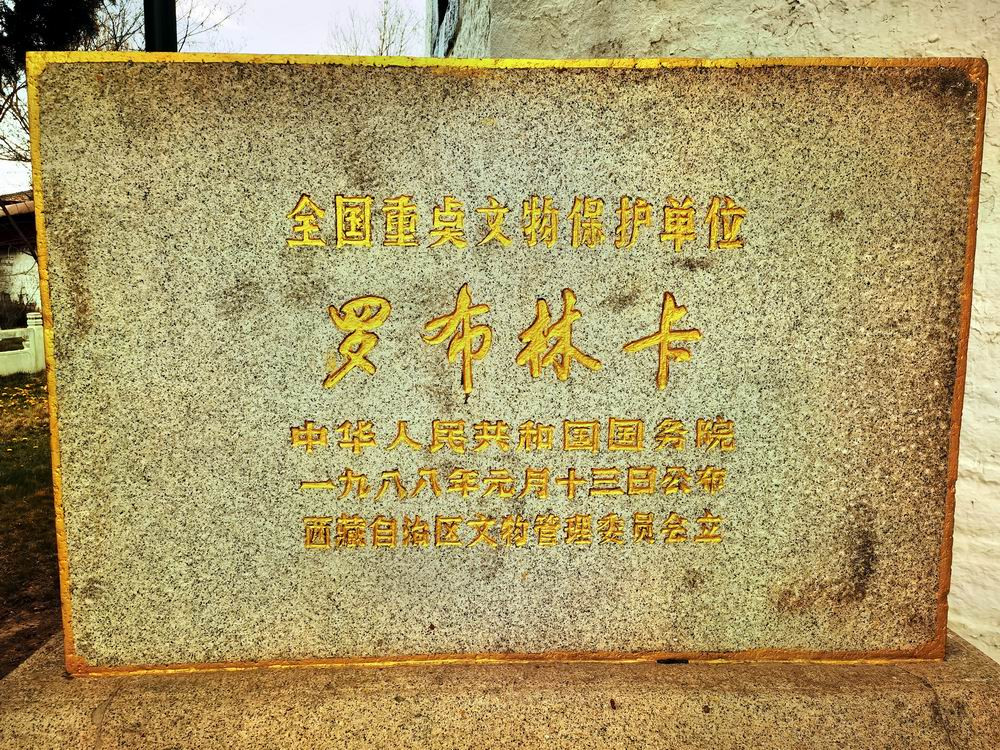 全国重点文物保护单位
罗布林卡
中华人民共和国国务院
一九八八年元月十三日公布
西藏自治区文物管理委员会立